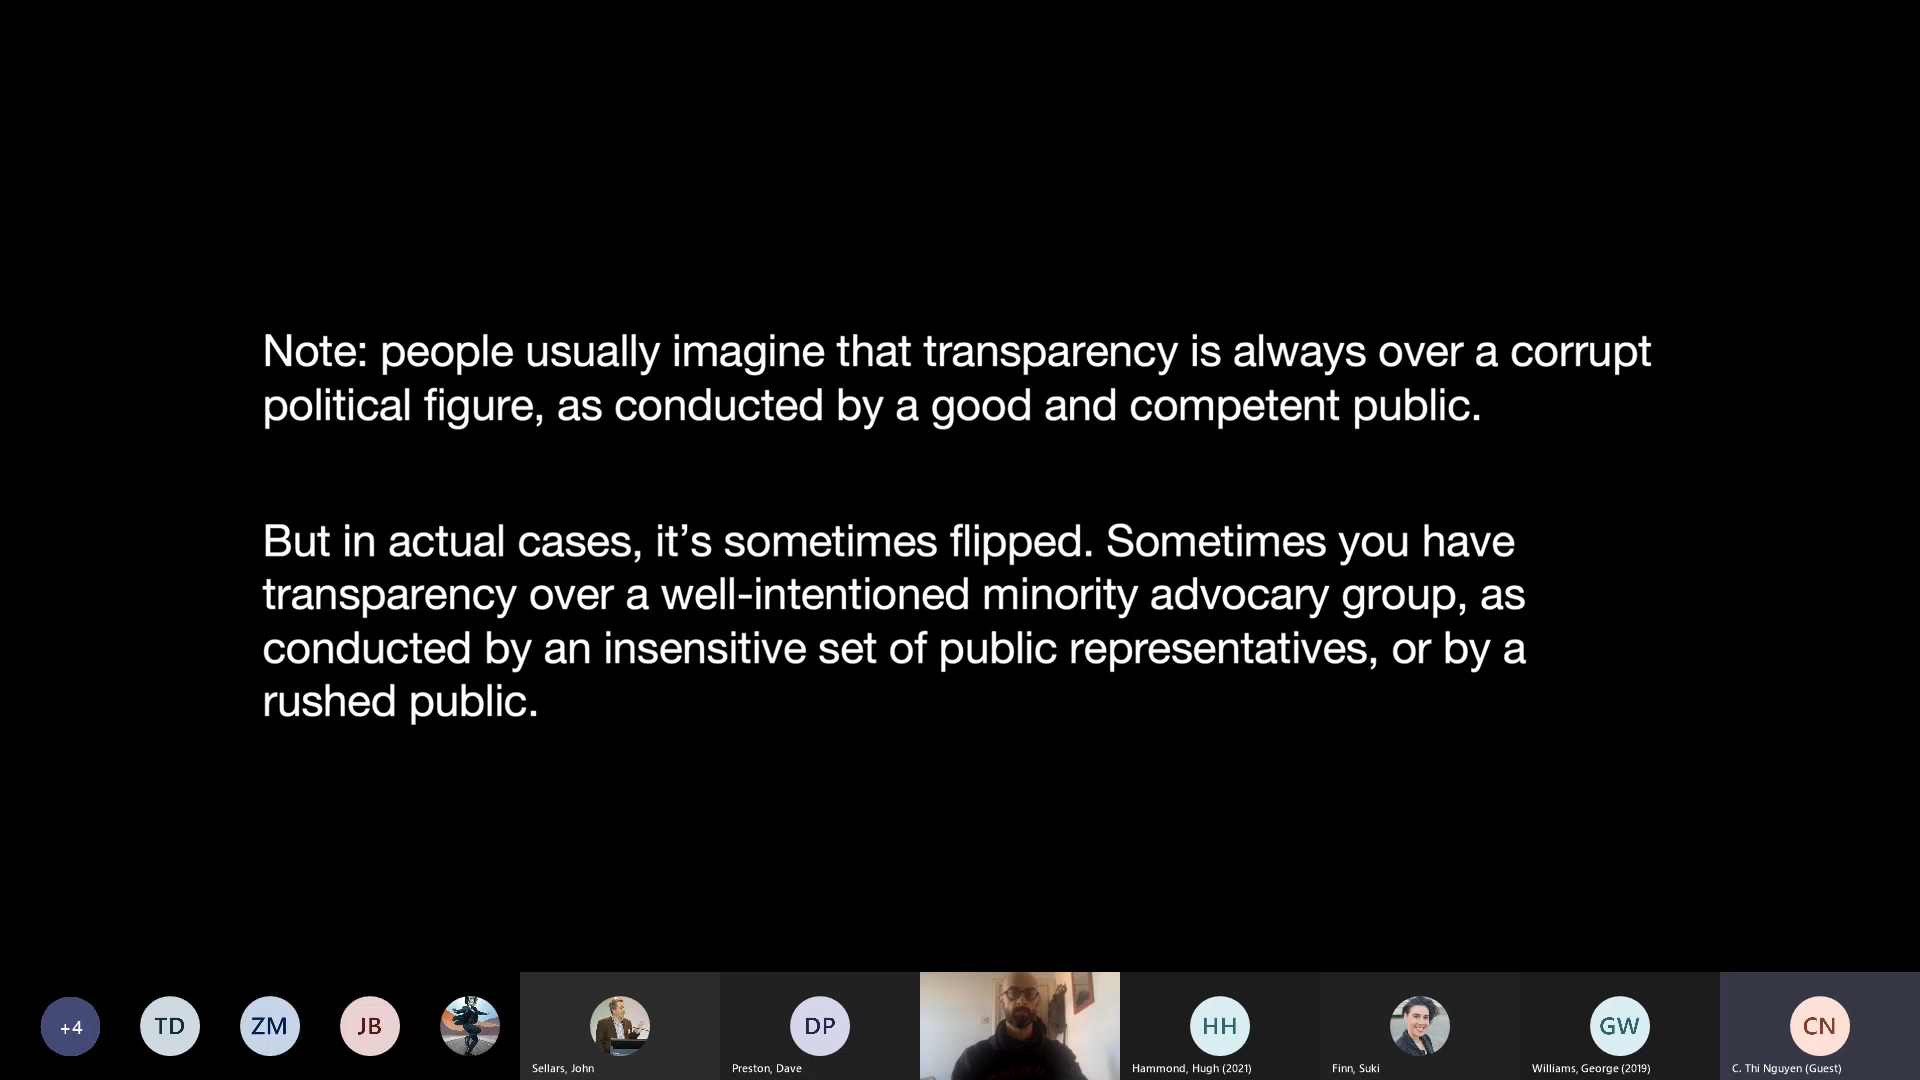 Note: people usually imagine that transparency is always over a corrupt
political figure, as conducted by a good and competent public.
But in actual cases, it’s sometimes flipped. Sometimes you have
transparency over a well-intentioned minority advocary group, as
conducted by an insensitive set of public representatives, or by a
rushed public.
+4
TD
ZM
JB
Sellars, John
DP
Preston, Dave
HH
Hammond, Hugh (2021)
Finn, Suki
GW
Williams, George (2019)
CN
C. Thi Nguyen (Guest)